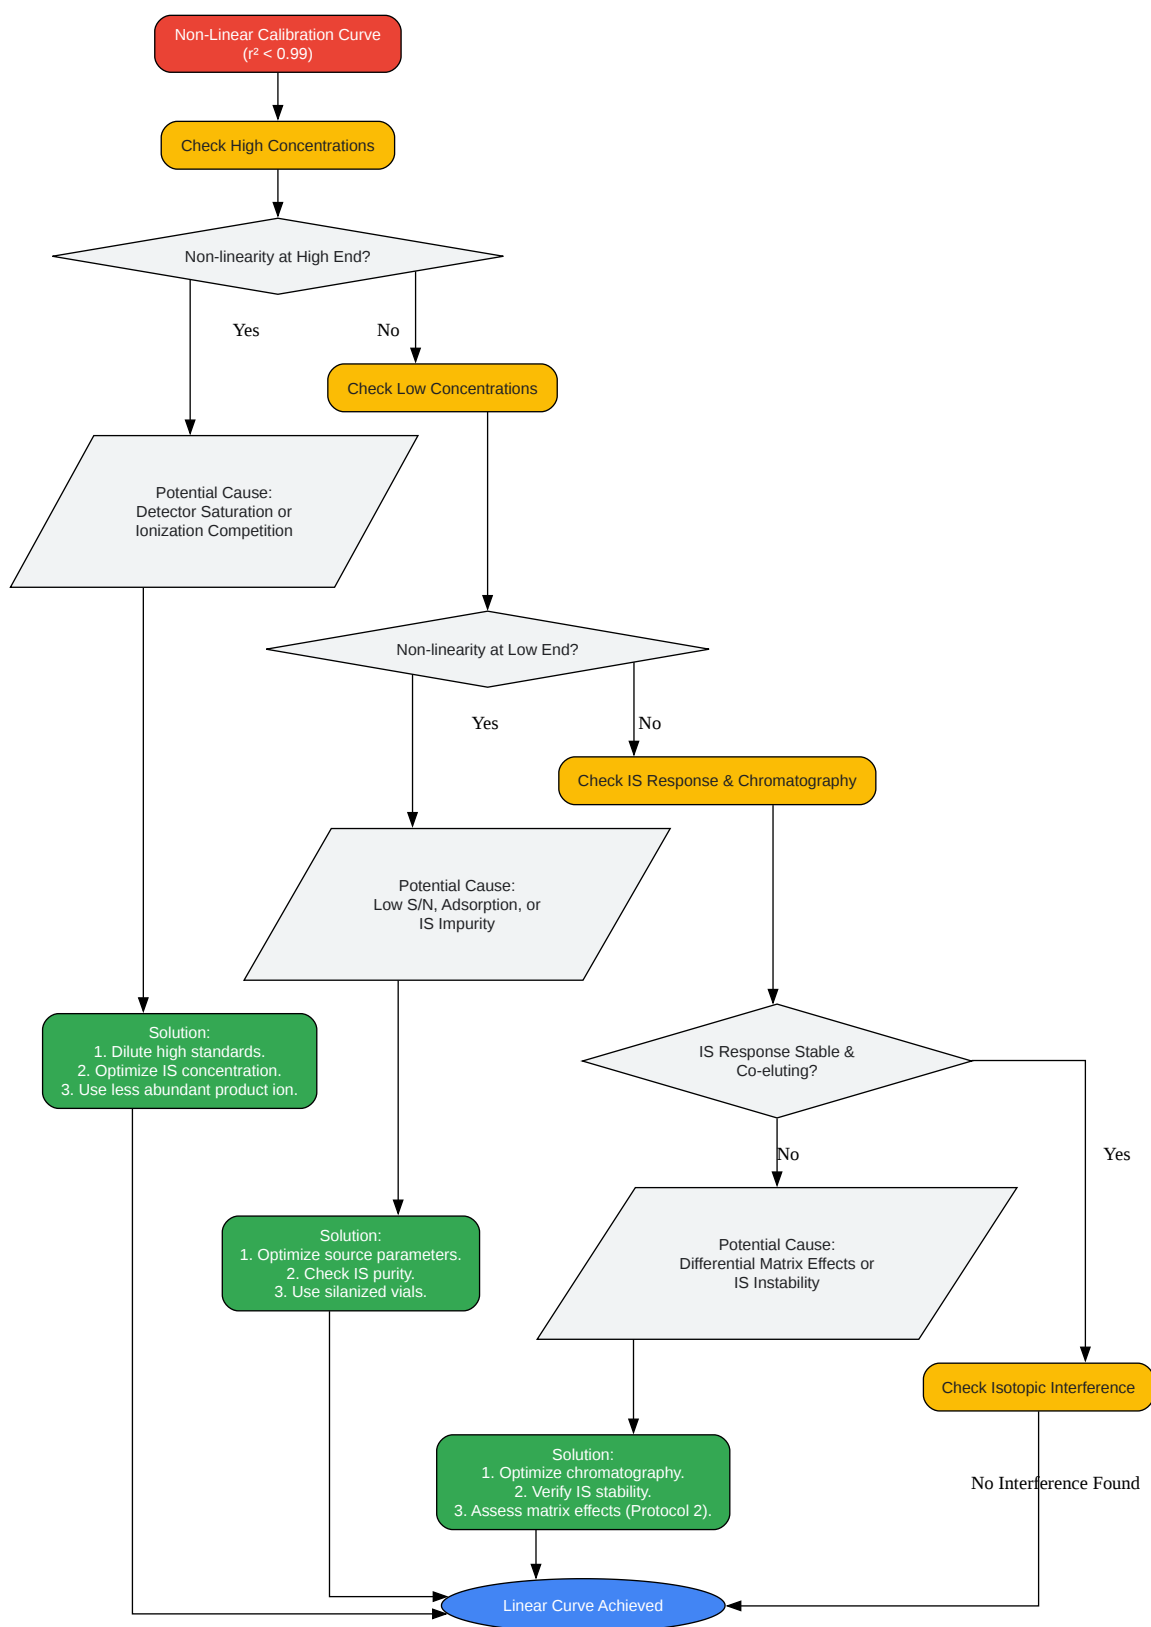 Non-Linear Calibration Curve
(r² < 0.99)
Check High Concentrations
Non-linearity at High End?
Yes
No
Check Low Concentrations
Potential Cause:
Detector Saturation or
Ionization Competition
Non-linearity at Low End?
Yes
No
Check IS Response & Chromatography
Potential Cause:
Low S/N, Adsorption, or
IS Impurity
Solution:
1. Dilute high standards.
2. Optimize IS concentration.
3. Use less abundant product ion.
IS Response Stable &
Co-eluting?
No
Yes
Solution:
1. Optimize source parameters.
2. Check IS purity.
3. Use silanized vials.
Potential Cause:
Differential Matrix Effects or
IS Instability
Check Isotopic Interference
Solution:
1. Optimize chromatography.
2. Verify IS stability.
3. Assess matrix effects (Protocol 2).
No Interference Found
Linear Curve Achieved